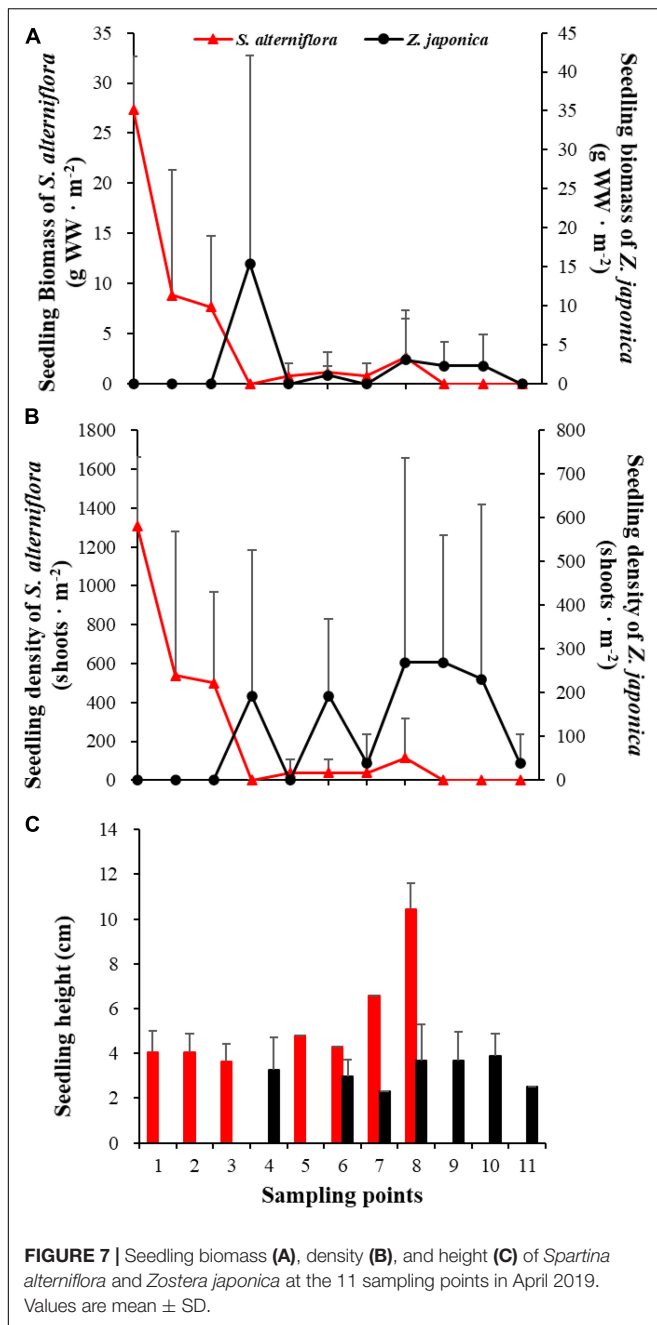 A
S. alterniflora
Z. japonica
Seedling Biomass of S. alterniflora
(g WW · m-2)
35
30
25
20
15
10
5
0
45
40
35
30
25
20
15
10
5
0
Seedling biomass of Z. japonica
(g WW · m-2)
B
Seedling density of S. alterniflora
(shoots · m-2)
1800
1600
1400
1200
1000
800
600
400
200
0
800
700
600
500
400
300
200
100
0
Seedling density of Z. japonica
(shoots · m-2)
C
Seedling height (cm)
14
12
10
8
6
4
2
0
1 2 3 4 5 6 7 8 9 10 11
Sampling points
FIGURE 7 | Seedling biomass (A), density (B), and height (C) of Spartina
alterniflora and Zostera japonica at the 11 sampling points in April 2019.
Values are mean ± SD.